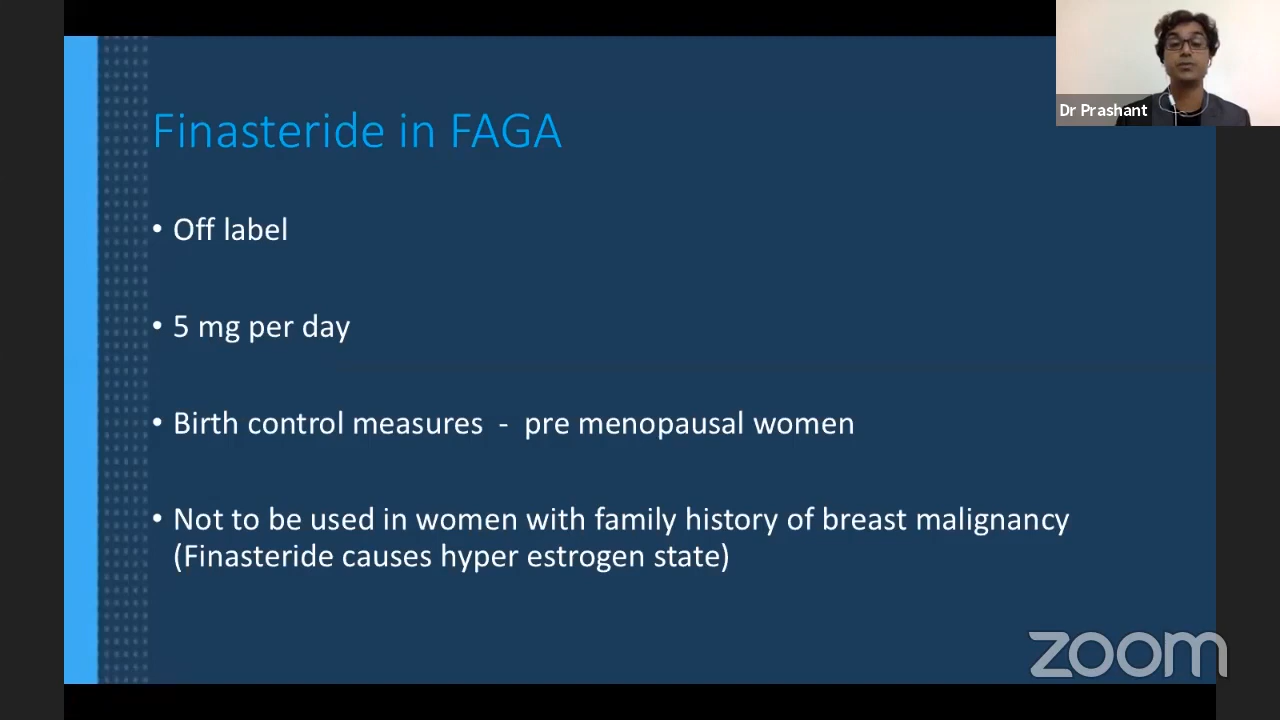 Dr Prashant
Finasteride in FAGA
• Off label
• 5 mg per day
• Birth control measures - pre menopausal women
• Not to be used in women with family history of breast malignancy
(Finasteride causes hyper estrogen state)
zoom